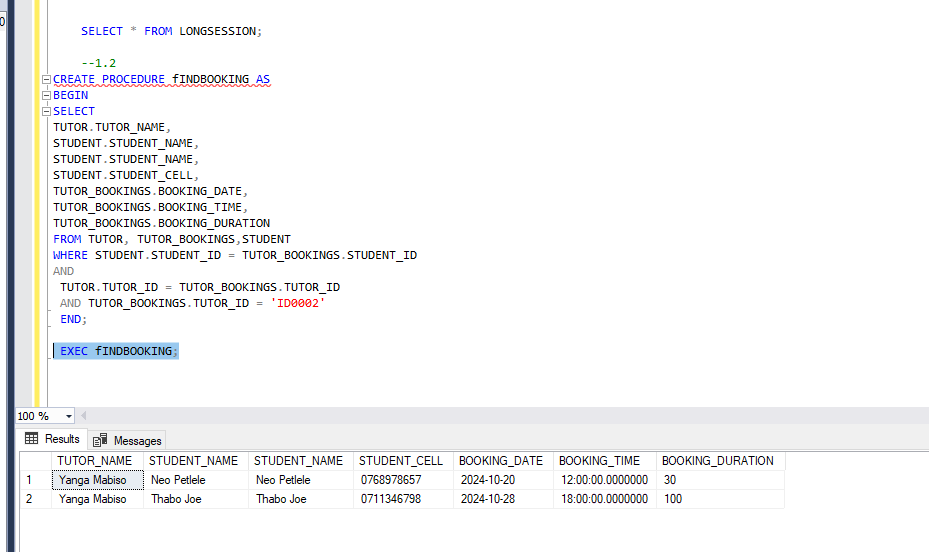 0
SELECT * FROM LONGSESSION;
--1.2
CREATE PROCEDURE fINDBOOKING AS
BEGIN
SELECT
TUTOR.TUTOR_NAME,
STUDENT.STUDENT_NAME,
STUDENT.STUDENT_NAME,
STUDENT.STUDENT_CELL,
TUTOR_BOOKINGS.BOOKING_DATE,
TUTOR_BOOKINGS.BOOKING_TIME,
TUTOR_BOOKINGS.BOOKING_DURATION
FROM TUTOR, TUTOR_BOOKINGS,STUDENT
WHERE STUDENT.STUDENT_ID = TUTOR_BOOKINGS.STUDENT_ID
AND
TUTOR.TUTOR_ID = TUTOR_BOOKINGS.TUTOR_ID
AND TUTOR_BOOKINGS.TUTOR_ID = 'ID0002'
END;
EXEC fINDBOOKING;
100 %
Results Messages
TUTOR_NAME STUDENT_NAME STUDENT_NAME STUDENT_CELL BOOKING_DATE BOOKING_TIME BOOKING_DURATION
1 Yanga Mabiso Neo Petlele Neo Petlele 0768978657 2024-10-20 12:00:00.0000000 30
2 Yanga Mabiso Thabo Joe Thabo Joe 0711346798 2024-10-28 18:00:00.0000000 100